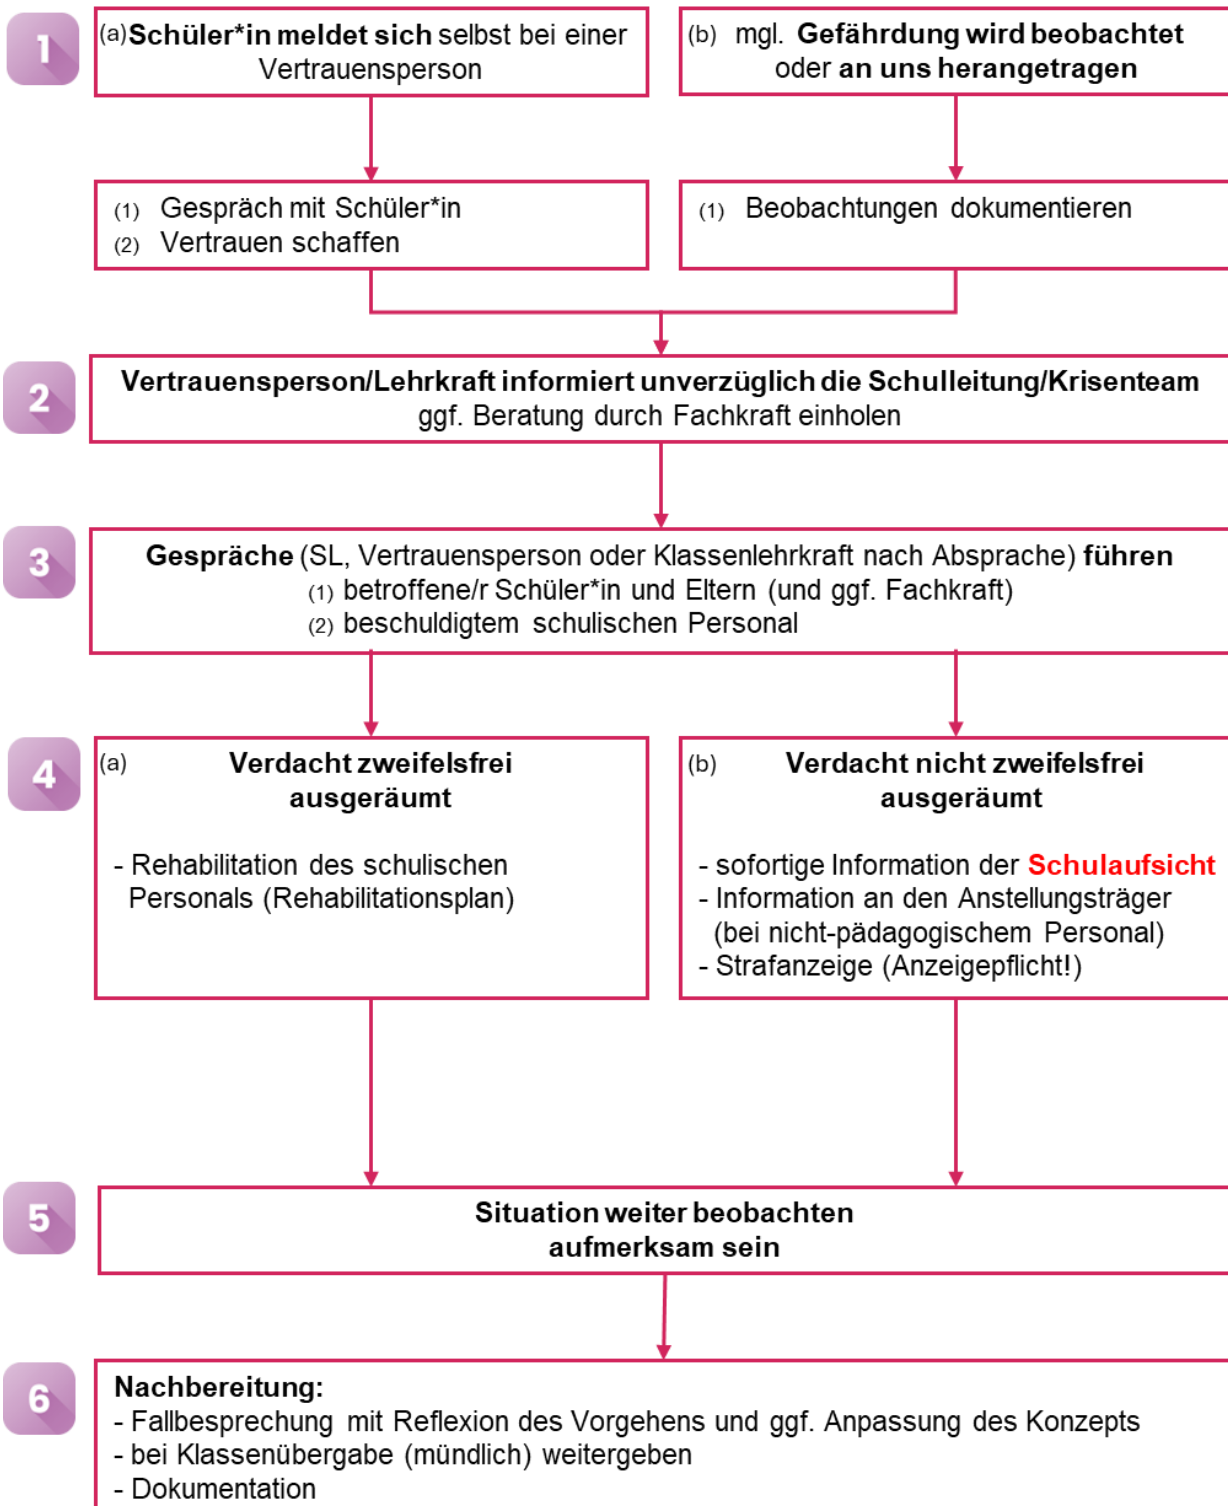 1
(a) Schüler*in meldet sich selbst bei einer
Vertrauensperson
(b) mgl. Gefährdung wird beobachtet
oder an uns herangetragen
(1) Gespräch mit Schüler*in
(2) Vertrauen schaffen
(1) Beobachtungen dokumentieren
2
Vertrauensperson/Lehrkraft informiert unverzüglich die Schulleitung/Krisenteam
ggf. Beratung durch Fachkraft einholen
3
Gespräche (SL, Vertrauensperson oder Klassenlehrkraft nach Absprache) führen
(1) betroffene/r Schüler*in und Eltern (und ggf. Fachkraft)
(2) beschuldigtem schulischen Personal
4
(a) Verdacht zweifelsfrei
ausgeräumt
- Rehabilitation des schulischen
Personals (Rehabilitationsplan)
(b) Verdacht nicht zweifelsfrei
ausgeräumt
- sofortige Information der Schulaufsicht
- Information an den Anstellungsträger
(bei nicht-pädagogischem Personal)
- Strafanzeige (Anzeigepflicht!)
5
Situation weiter beobachten
aufmerksam sein
6
Nachbereitung:
- Fallbesprechung mit Reflexion des Vorgehens und ggf. Anpassung des Konzepts
- bei Klassenübergabe (mündlich) weitergeben
- Dokumentation